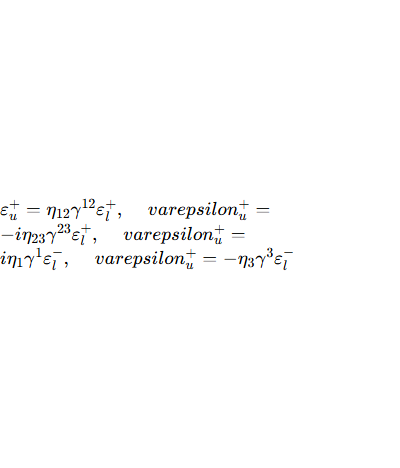 ε_u^+ = η_{12}γ^{12}ε_l^+,   varepsilon_u^+ =
−iη_{23}γ^{23}ε_l^+,   varepsilon_u^+ =
iη_1γ^1ε_l^−,   varepsilon_u^+ = −η_3γ^3ε_l^−